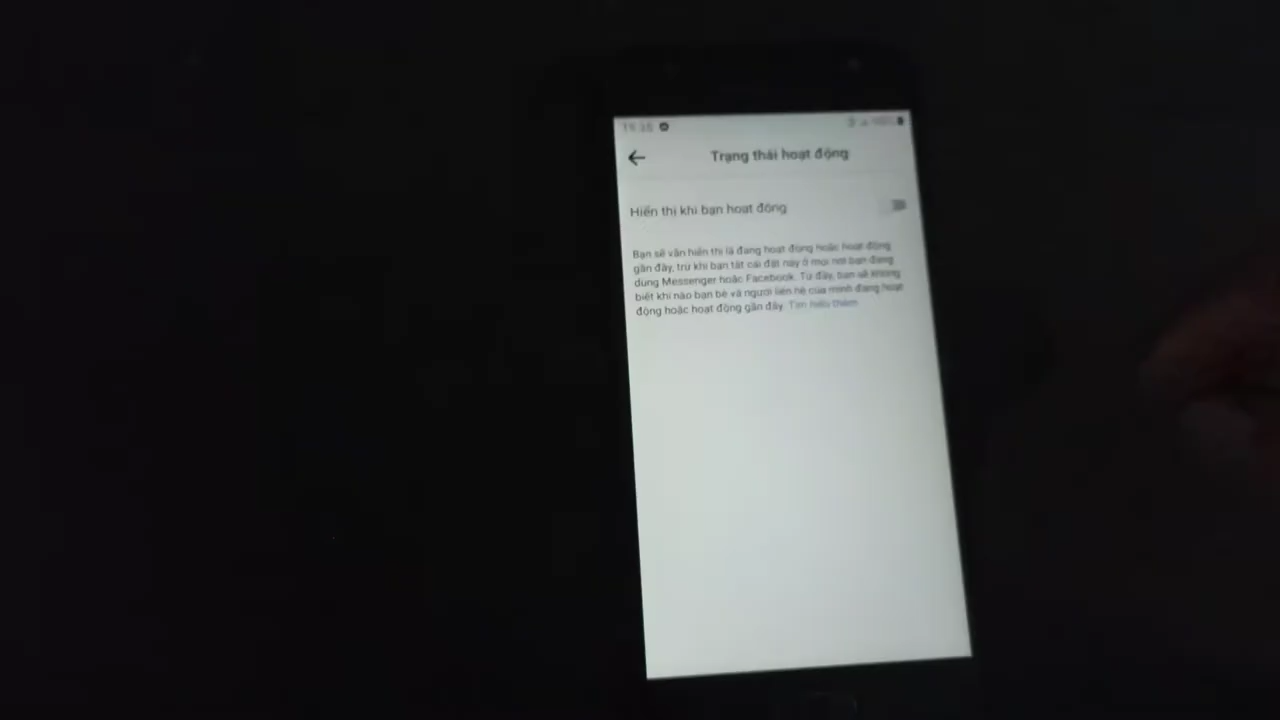 Trạng thái hoạt động
Hiển thị khi bạn hoạt động
Bạn sẽ vẫn hiển thị là đang hoạt động hoặc hoạt động
gần đây, trừ khi bạn tắt cài đặt này ở mọi nơi bạn đang
dùng Messenger hoặc Facebook. Từ đây, bạn sẽ không
biết khi nào bạn bè và người liên hệ của mình đang hoạt
động hoặc hoạt động gần đây. Tìm hiểu thêm